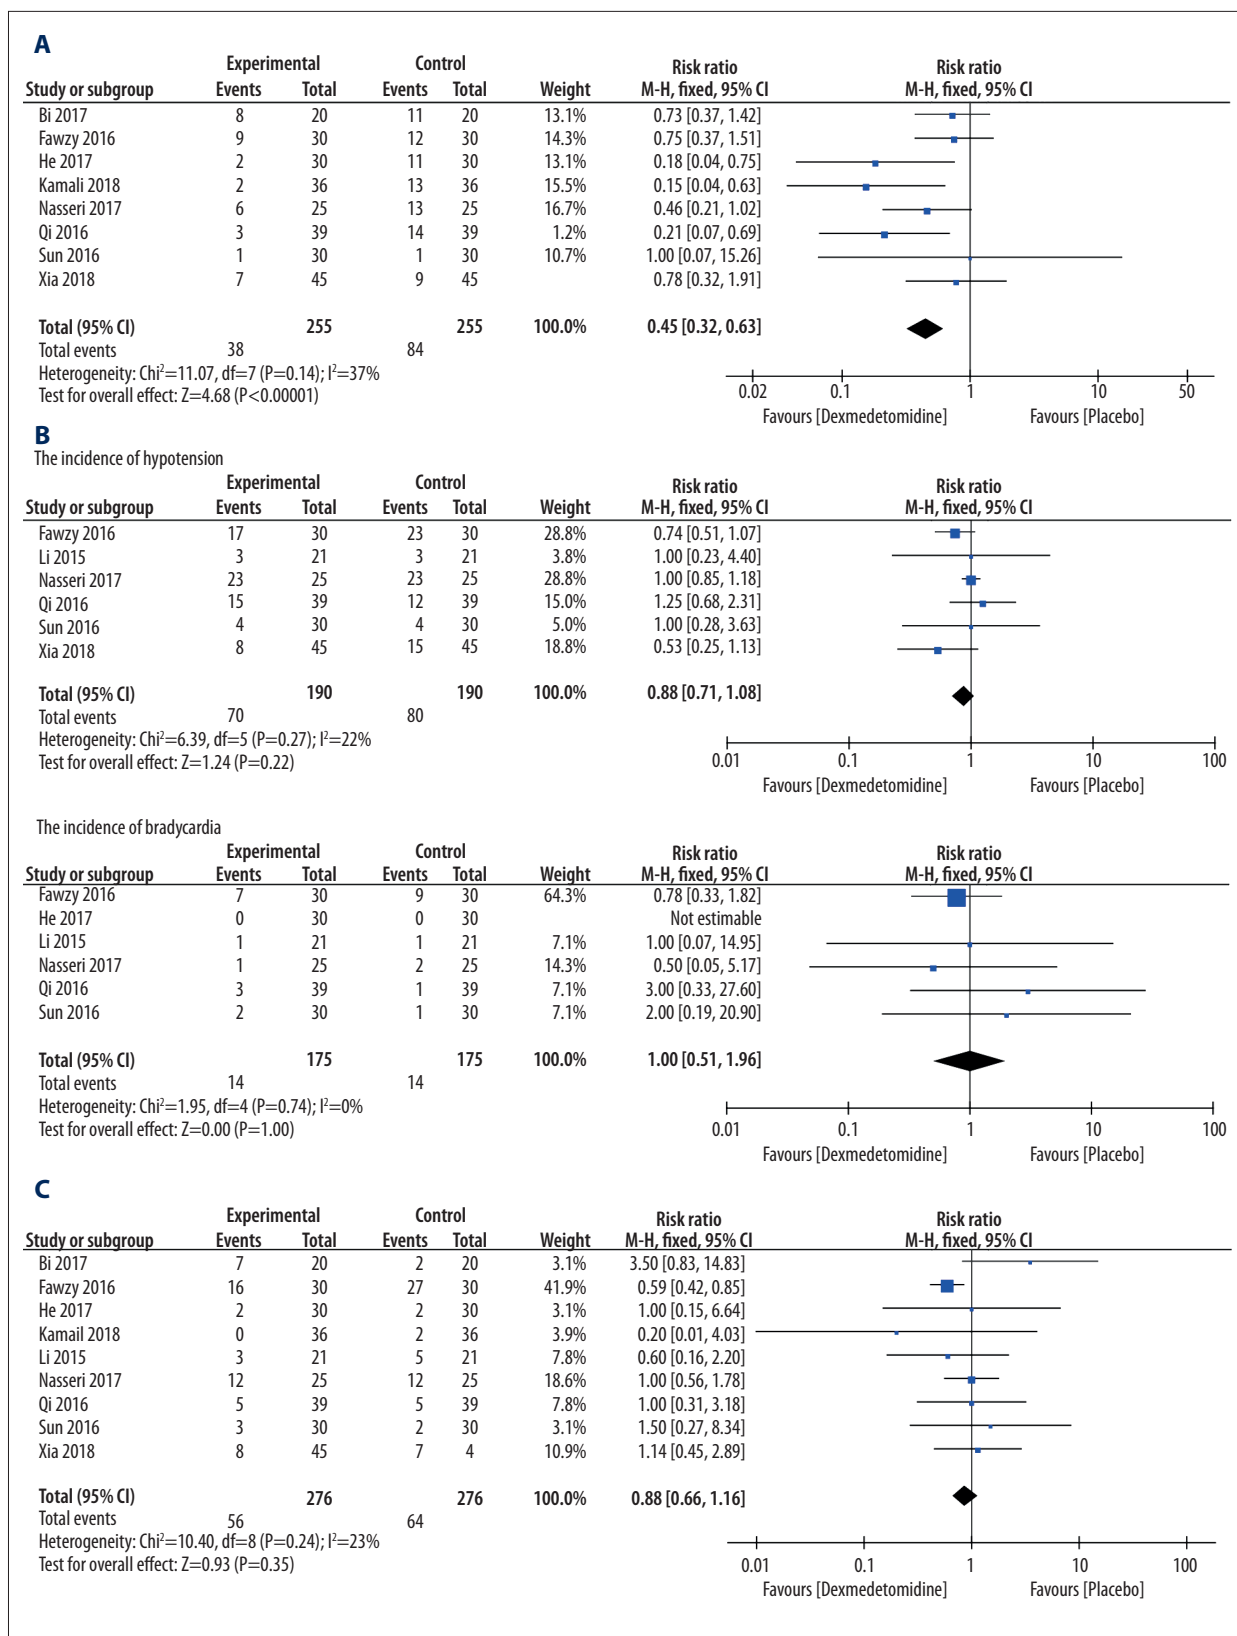 A
Experimental Control Risk ratio Risk ratio
Study or subgroup Events Total Events Total Weight M-H, fixed, 95% CI M-H, fixed, 95% CI
Bi 2017 8 20 11 20 13.1% 0.73 [0.37, 1.42]
Fawzy 2016 9 30 12 30 14.3% 0.75 [0.37, 1.51]
He 2017 2 30 11 30 13.1% 0.18 [0.04, 0.75]
Kamali 2018 2 36 13 36 15.5% 0.15 [0.04, 0.63]
Nasseri 2017 6 25 13 25 16.7% 0.46 [0.21, 1.02]
Qi 2016 3 39 14 39 1.2% 0.21 [0.07, 0.69]
Sun 2016 1 30 1 30 10.7% 1.00 [0.07, 15.26]
Xia 2018 7 45 9 45 0.78 [0.32, 1.91]
Total (95% CI) 255 255 100.0% 0.45 [0.32, 0.63]
Total events 38 84
Heterogeneity: Chi²=11.07, df=7 (P=0.14); I²=37%
Test for overall effect: Z=4.68 (P<0.00001)
0.02 0.1 1 10 50
Favours [Dexmedetomidine] Favours [Placebo]
B
The incidence of hypotension
Experimental Control Risk ratio Risk ratio
Study or subgroup Events Total Events Total Weight M-H, fixed, 95% CI M-H, fixed, 95% CI
Fawzy 2016 17 30 23 30 28.8% 0.74 [0.51, 1.07]
Li 2015 3 21 3 21 3.8% 1.00 [0.23, 4.40]
Nasseri 2017 23 25 23 25 28.8% 1.00 [0.85, 1.18]
Qi 2016 15 39 12 39 15.0% 1.25 [0.68, 2.31]
Sun 2016 4 30 4 30 5.0% 1.00 [0.28, 3.63]
Xia 2018 8 45 15 45 18.8% 0.53 [0.25, 1.13]
Total (95% CI) 190 190 100.0% 0.88 [0.71, 1.08]
Total events 70 80
Heterogeneity: Chi²=6.39, df=5 (P=0.27); I²=22%
Test for overall effect: Z=1.24 (P=0.22)
0.01 0.1 1 10 100
Favours [Dexmedetomidine] Favours [Placebo]
The incidence of bradycardia
Experimental Control Risk ratio Risk ratio
Study or subgroup Events Total Events Total Weight M-H, fixed, 95% CI M-H, fixed, 95% CI
Fawzy 2016 7 30 9 30 64.3% 0.78 [0.33, 1.82]
He 2017 0 30 0 30 Not estimable
Li 2015 1 21 1 21 7.1% 1.00 [0.07, 14.95]
Nasseri 2017 1 25 2 25 14.3% 0.50 [0.05, 5.17]
Qi 2016 3 39 1 39 7.1% 3.00 [0.33, 27.60]
Sun 2016 2 30 1 30 7.1% 2.00 [0.19, 20.90]
Total (95% CI) 175 175 100.0% 1.00 [0.51, 1.96]
Total events 14 14
Heterogeneity: Chi²=1.95, df=4 (P=0.74); I²=0%
Test for overall effect: Z=0.00 (P=1.00)
0.01 0.1 1 10 100
Favours [Dexmedetomidine] Favours [Placebo]
C
Experimental Control Risk ratio Risk ratio
Study or subgroup Events Total Events Total Weight M-H, fixed, 95% CI M-H, fixed, 95% CI
Bi 2017 7 20 2 20 3.1% 3.50 [0.83, 14.83]
Fawzy 2016 16 30 27 30 41.9% 0.59 [0.42, 0.85]
He 2017 2 30 2 30 3.1% 1.00 [0.15, 6.64]
Kamail 2018 0 36 2 36 3.9% 0.20 [0.01, 4.03]
Li 2015 3 21 5 21 7.8% 0.60 [0.16, 2.20]
Nasseri 2017 12 25 12 25 18.6% 1.00 [0.56, 1.78]
Qi 2016 5 39 5 39 7.8% 1.00 [0.31, 3.18]
Sun 2016 3 30 2 30 3.1% 1.50 [0.27, 8.34]
Xia 2018 8 45 7 4 10.9% 1.14 [0.45, 2.89]
Total (95% CI) 276 276 100.0% 0.88 [0.66, 1.16]
Total events 56 64
Heterogeneity: Chi²=10.40, df=8 (P=0.24); I²=23%
Test for overall effect: Z=0.93 (P=0.35)
0.01 0.1 1 10 100
Favours [Dexmedetomidine] Favours [Placebo]